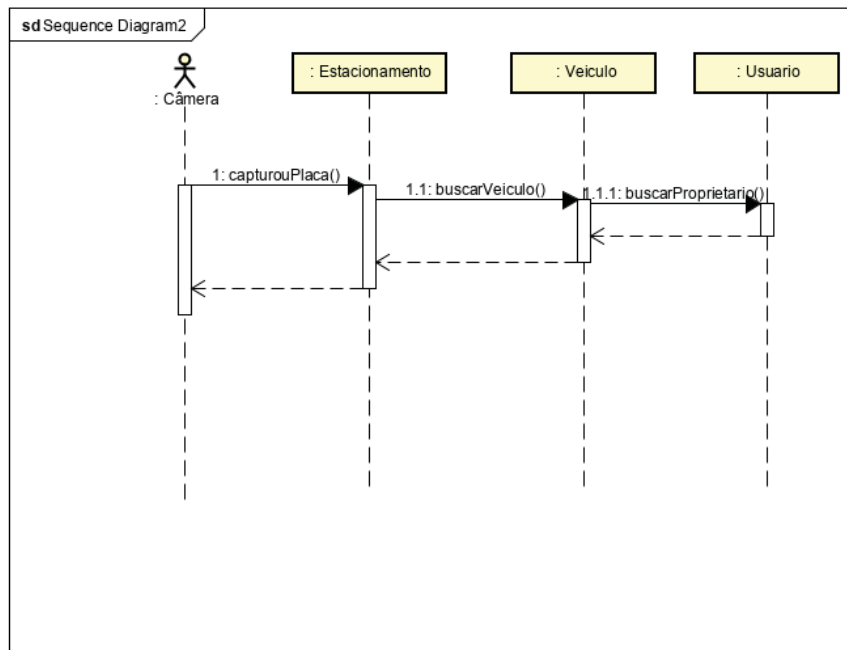 sd Sequence Diagram2
: Câmera
: Estacionamento
: Veiculo
: Usuario
1: capturouPlaca()
1.1: buscarVeiculo()
1.1.1: buscarProprietario()